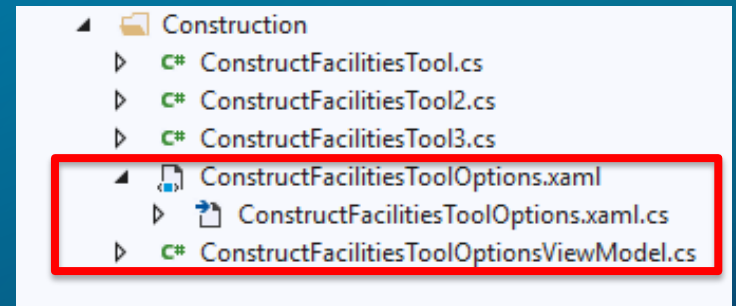 Construction
C# ConstructFacilitiesTool.cs
C# ConstructFacilitiesTool2.cs
C# ConstructFacilitiesTool3.cs
ConstructFacilitiesToolOptions.xaml
ConstructFacilitiesToolOptions.xaml.cs
C# ConstructFacilitiesToolOptionsViewModel.cs